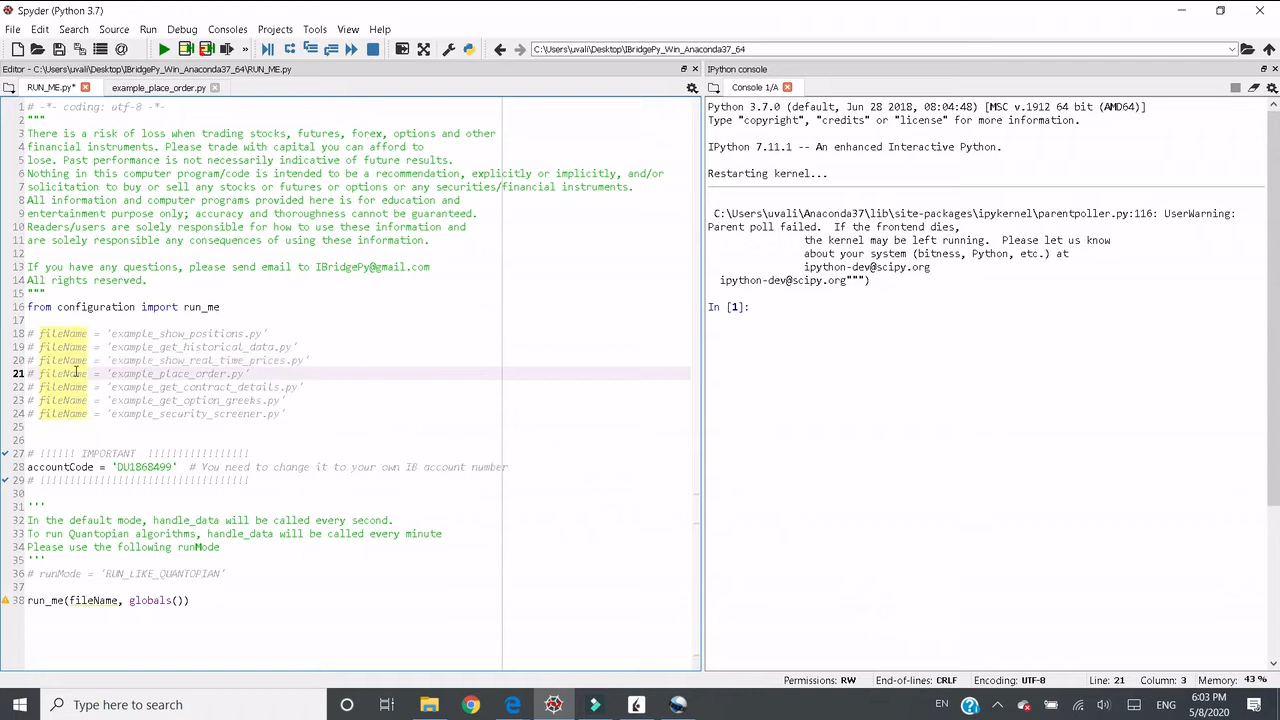 Spyder (Python 3.7)
File Edit Search Source Run Debug Consoles Projects Tools View Help
C:\Users\uvali\Desktop\IBridgePy_Win_Anaconda37_64
Editor - C:\Users\uvali\Desktop\IBridgePy_Win_Anaconda37_64\RUN_ME.py
RUN_ME.py* example_place_order.py
1 # -*- coding: utf-8 -*-
2 """
3 There is a risk of loss when trading stocks, futures, forex, options and other
4 financial instruments. Please trade with capital you can afford to
5 lose. Past performance is not necessarily indicative of future results.
6 Nothing in this computer program/code is intended to be a recommendation, explicitly or implicitly, and/or
7 solicitation to buy or sell any stocks or futures or options or any securities/financial instruments.
8 All information and computer programs provided here is for education and
9 entertainment purpose only; accuracy and thoroughness cannot be guaranteed.
10 Readers/users are solely responsible for how to use these information and
11 are solely responsible any consequences of using these information.
12
13 If you have any questions, please send email to IBridgePy@gmail.com
14 All rights reserved.
15 """
16 from configuration import run_me
17
18 # fileName = 'example_show_positions.py'
19 # fileName = 'example_get_historical_data.py'
20 # fileName = 'example_show_real_time_prices.py'
21 # fileName = 'example_place_order.py'
22 # fileName = 'example_get_contract_details.py'
23 # fileName = 'example_get_option_greeks.py'
24 # fileName = 'example_security_screener.py'
25
26
27 # !!!!!! IMPORTANT !!!!!!!!!!!!!!!!!
28 accountCode = 'DU1868499' # You need to change it to your own IB account number
29 # !!!!!!!!!!!!!!!!!!!!!!!!!!!!!!!!!!!
30
31 '''
32 In the default mode, handle_data will be called every second.
33 To run Quantopian algorithms, handle_data will be called every minute
34 Please use the following runMode
35 '''
36 # runMode = 'RUN_LIKE_QUANTOPIAN'
37
38 run_me(fileName, globals())
IPython console
Console 1/A
Python 3.7.0 (default, Jun 28 2018, 08:04:48) [MSC v.1912 64 bit (AMD64)]
Type "copyright", "credits" or "license" for more information.
IPython 7.11.1 -- An enhanced Interactive Python.
Restarting kernel...
C:\Users\uvali\Anaconda37\lib\site-packages\ipykernel\parentpoller.py:116: UserWarning:
Parent poll failed. If the frontend dies,
the kernel may be left running. Please let us know
about your system (bitness, Python, etc.) at
ipython-dev@scipy.org
ipython-dev@scipy.org""")
In [1]:
Permissions: RW End-of-lines: CRLF Encoding: UTF-8 Line: 21 Column: 3 Memory: 43 %
Type here to search
EN
ENG
6:03 PM
5/8/2020